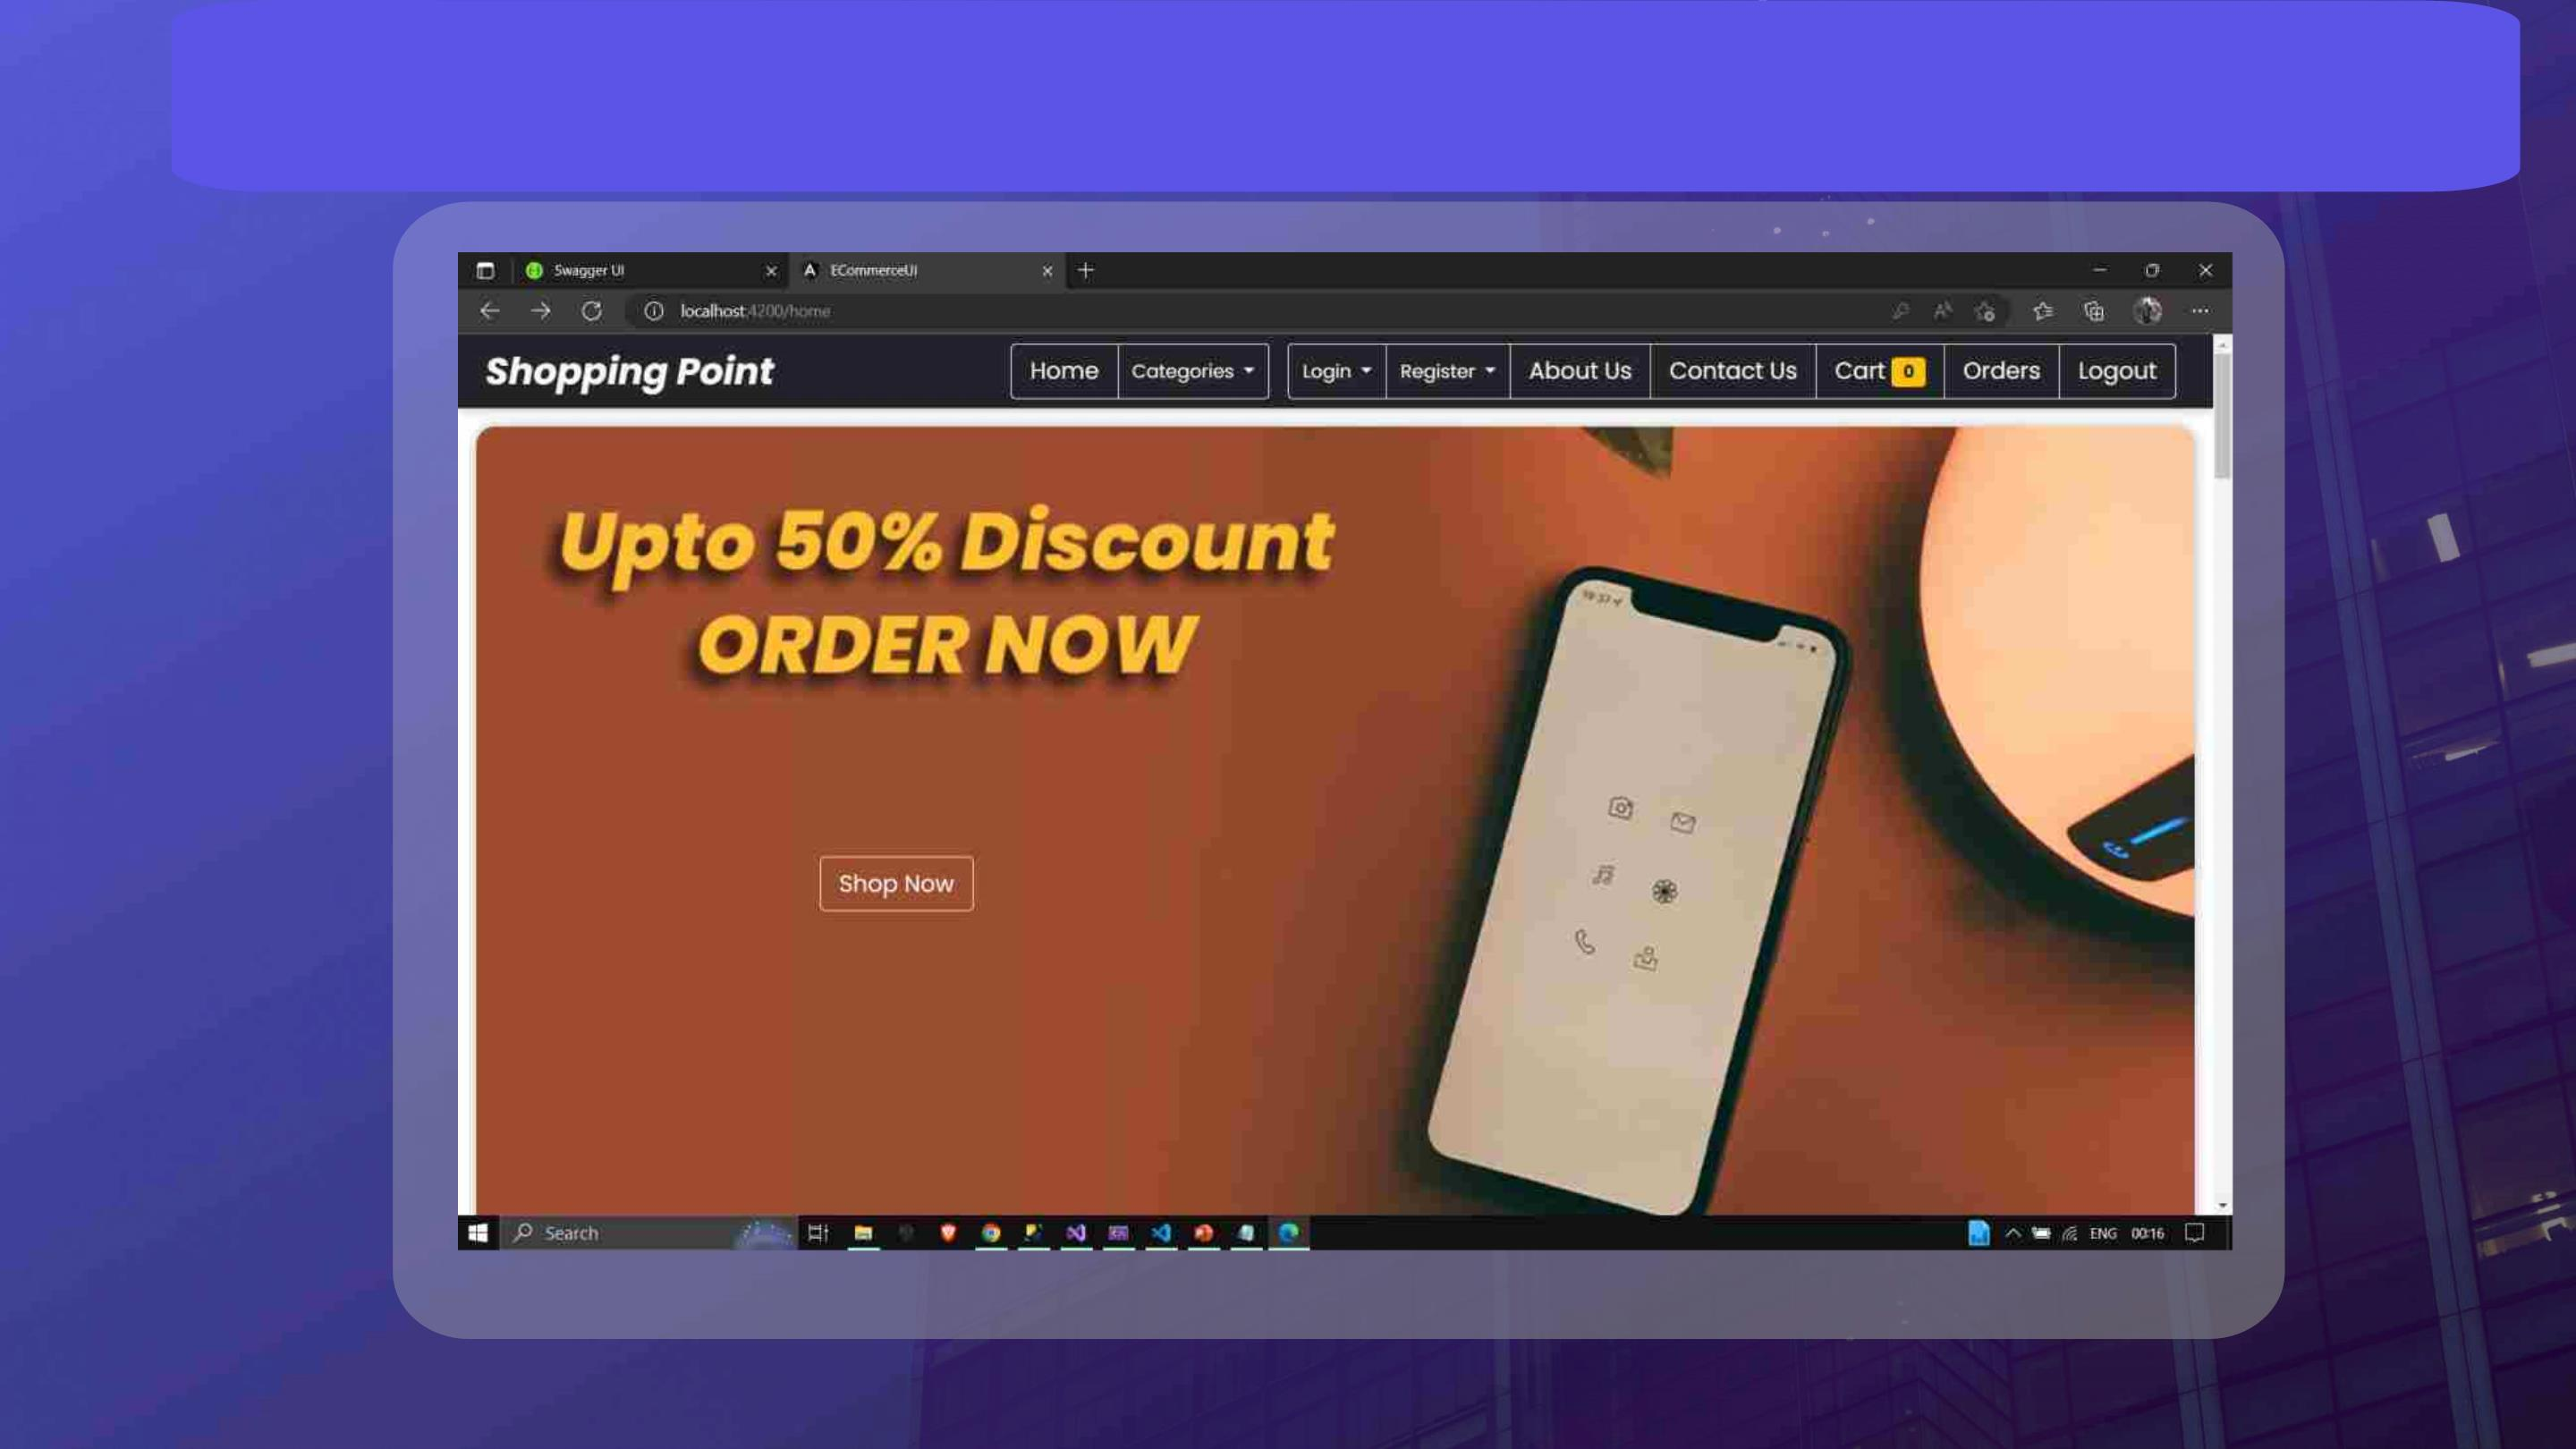 Swagger UI
ECommerceUi
localhost:4200/home
Shopping Point
Home
Categories
Login
Register
About Us
Contact Us
Cart 0
Orders
Logout
Upto 50% Discount
ORDER NOW
Shop Now
Search
ENG
00:16